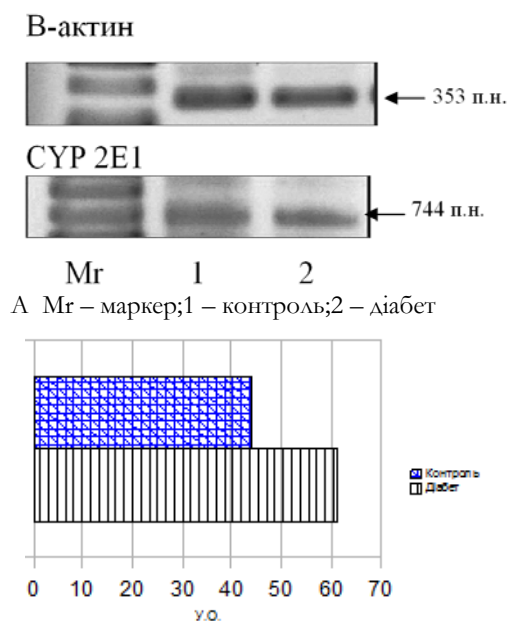 В-актин
353 п.н.
CYP 2E1
744 п.н.
Mr 1 2
А Mr – маркер;1 – контроль;2 – діабет
Контроль
Діабет
0 10 20 30 40 50 60 70
У.О.